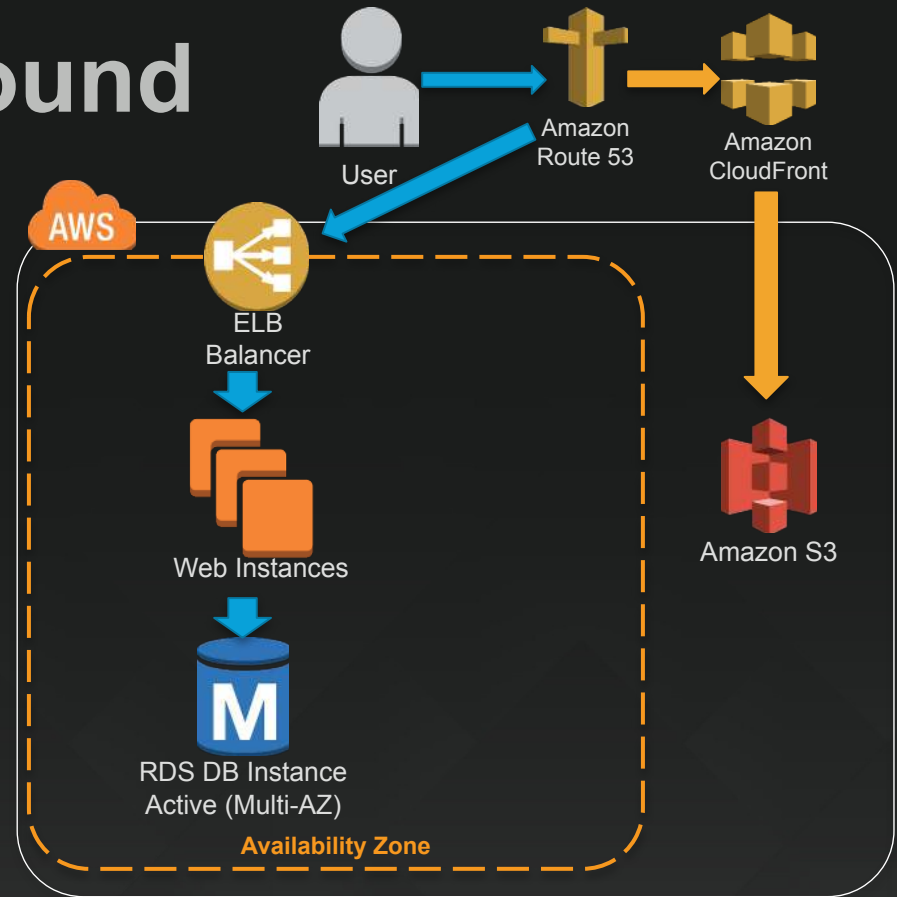 ound
User
Amazon
Route 53
Amazon
CloudFront
AWS
ELB
Balancer
Web Instances
Amazon S3
M
RDS DB Instance
Active (Multi-AZ)
Availability Zone